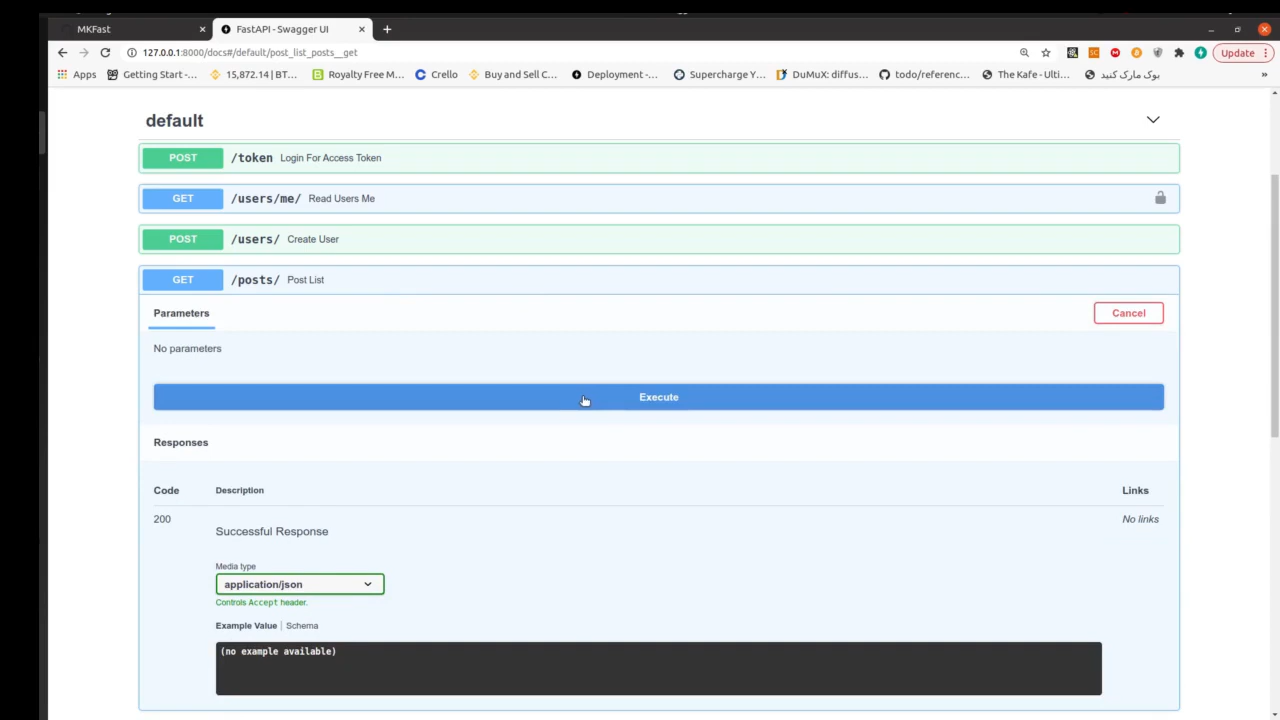 MKFast
FastAPI - Swagger UI
127.0.0.1:8000/docs#/default/post_list_posts__get
Update
Apps
Getting Started -...
15,872.14 | BT...
Royalty Free M...
Crello
Buy and Sell C...
Deployment -...
Supercharge Y...
DuMuX: diffus...
todo/referenc...
The Kafe - Ulti...
بوک مارک کنید
default
POST /token Login For Access Token
GET /users/me/ Read Users Me
POST /users/ Create User
GET /posts/ Post List
Parameters
Cancel
No parameters
Execute
Responses
Code Description Links
200 Successful Response No links
Media type
application/json
Controls Accept header.
Example Value | Schema
(no example available)